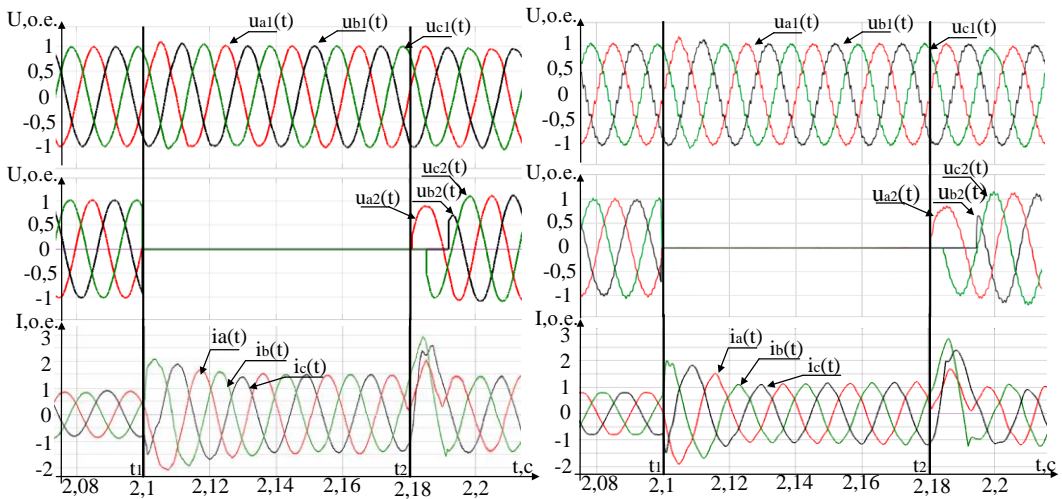 U,o.e.
ua1(t)
ub1(t)
uc1(t)
1
0,5
0
-0,5
-1
U,o.e.
uc2(t)
ub2(t)
ua2(t)
1
0,5
0
-0,5
-1
I,o.e.
ia(t)
ib(t)
ic(t)
3
2
1
0
-1
-2
t1
t2
t,c
2,08
2,1
2,12
2,14
2,16
2,18
2,2
U,o.e.
ua1(t)
ub1(t)
uc1(t)
1
0,5
0
-0,5
-1
U,o.e.
uc2(t)
ub2(t)
ua2(t)
1
0,5
0
-0,5
-1
I,o.e.
ia(t)
ib(t)
ic(t)
3
2
1
0
-1
-2
t1
t2
t,c
2,08
2,1
2,12
2,14
2,16
2,18
2,2